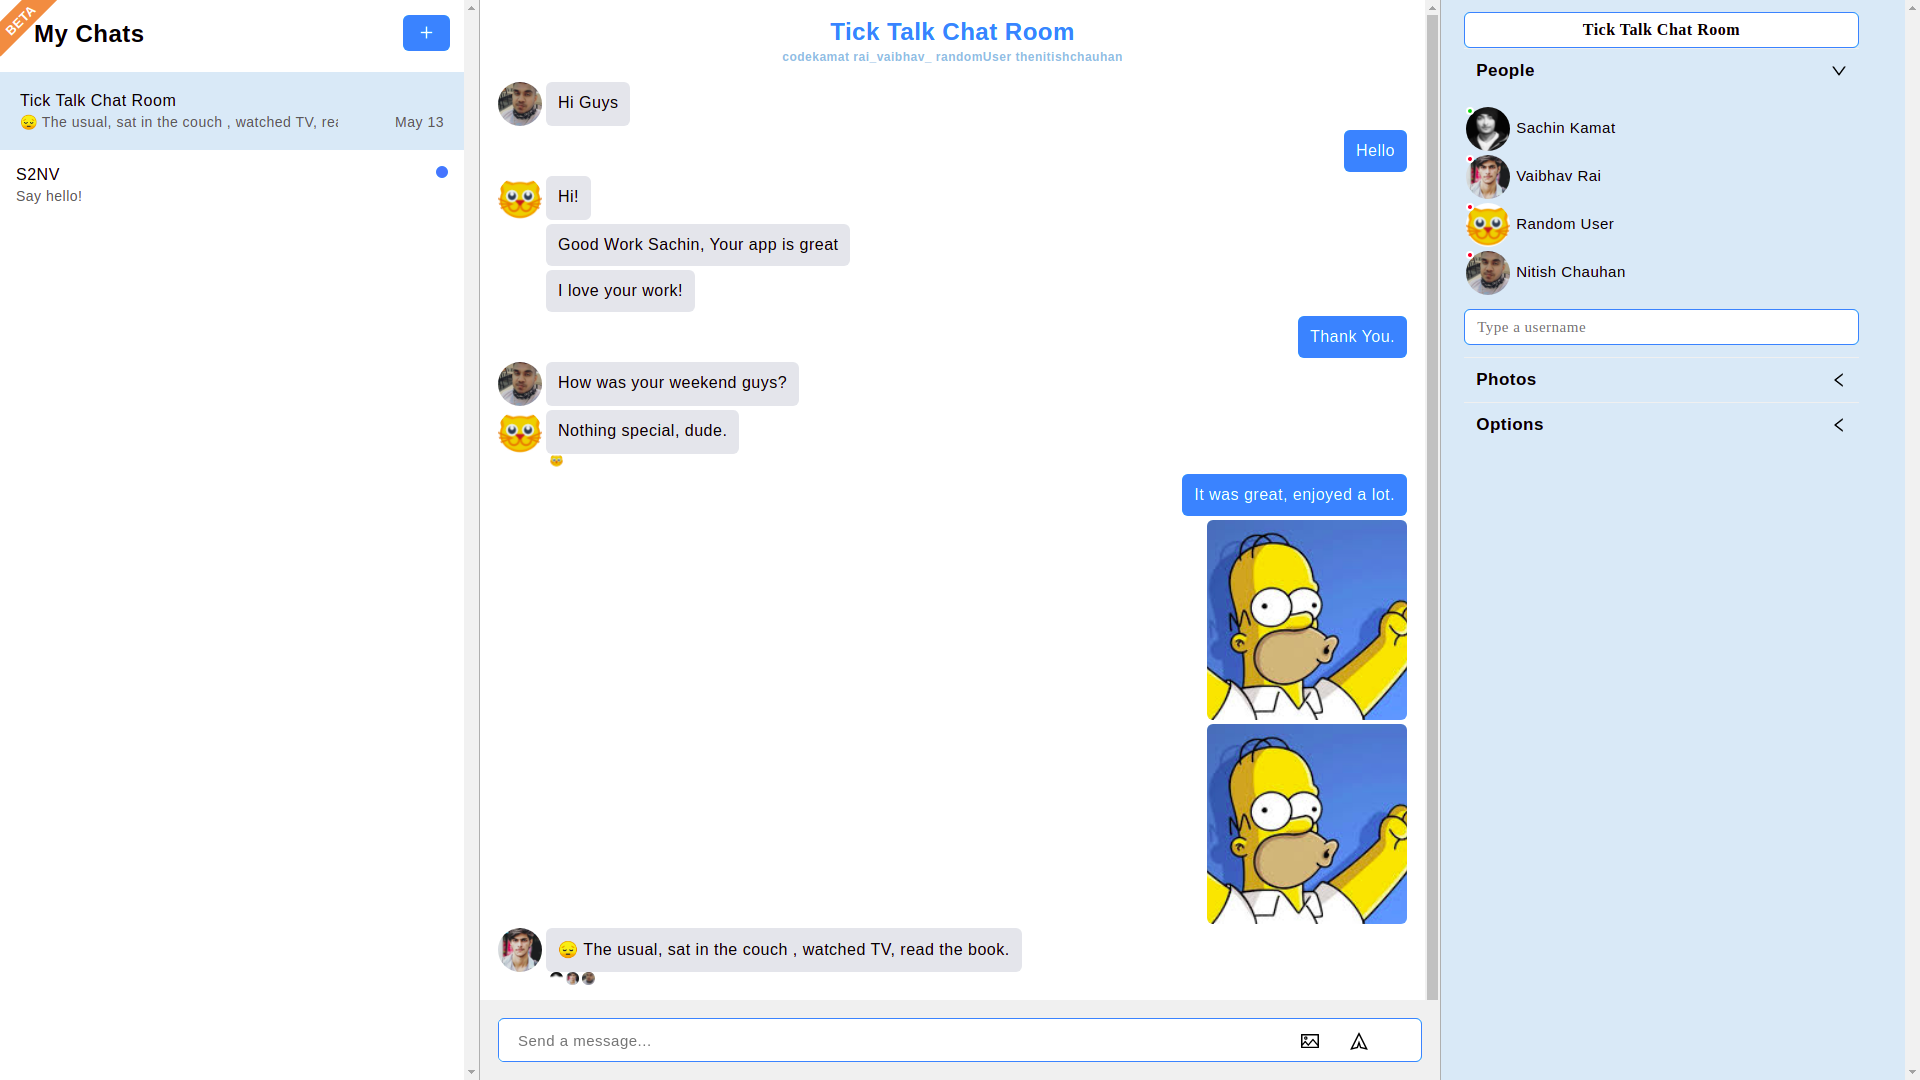 BETA
My Chats
+
Tick Talk Chat Room
😔 The usual, sat in the couch , watched TV, rea
May 13
S2NV
Say hello!
Tick Talk Chat Room
codekamat rai_vaibhav_ randomUser thenitishchauhan
Hi Guys
Hello
Hi!
Good Work Sachin, Your app is great
I love your work!
Thank You.
How was your weekend guys?
Nothing special, dude.
It was great, enjoyed a lot.
😔 The usual, sat in the couch , watched TV, read the book.
Send a message...
Tick Talk Chat Room
People
Sachin Kamat
Vaibhav Rai
Random User
Nitish Chauhan
Type a username
Photos
Options